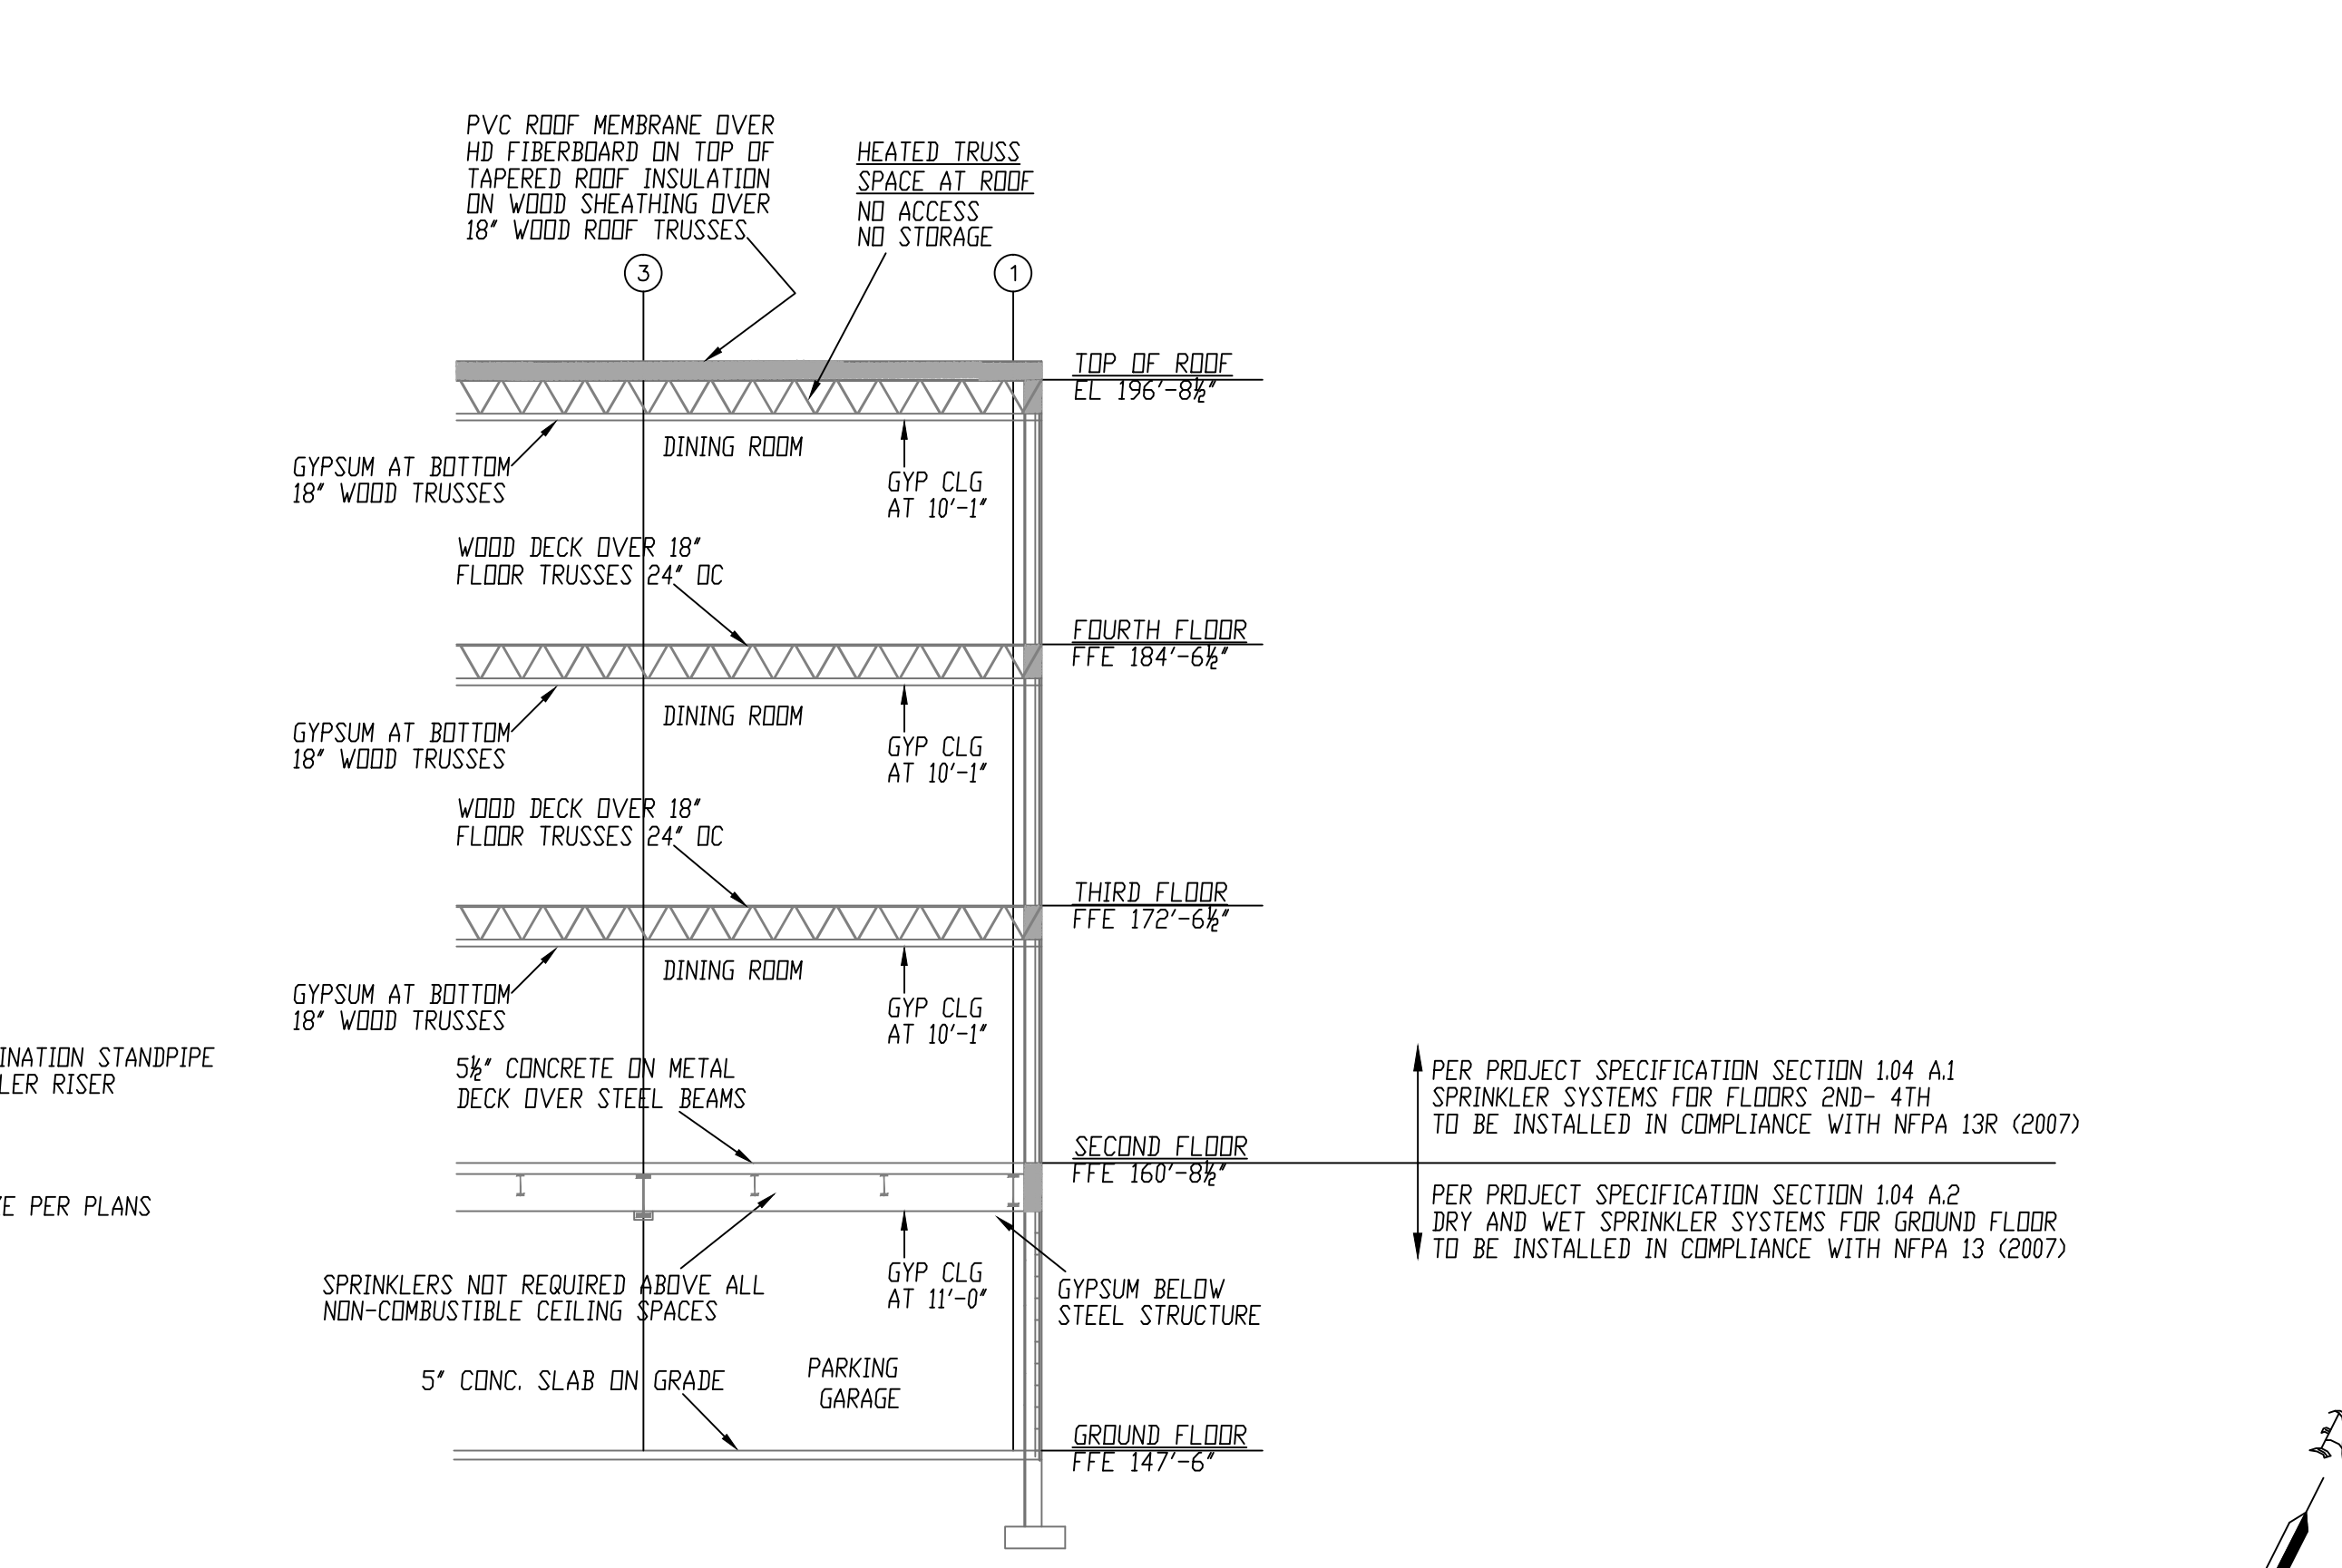 PVC ROOF MEMBRANE OVER
HD FIBERBOARD ON TOP OF
TAPERED ROOF INSULATION
ON WOOD SHEATHING OVER
18" WOOD ROOF TRUSSES
HEATED TRUSS
SPACE AT ROOF
NO ACCESS
NO STORAGE
3
1
TOP OF ROOF
EL 196'-8½"
DINING ROOM
GYPSUM AT BOTTOM
18" WOOD TRUSSES
GYP CLG
AT 10'-1"
WOOD DECK OVER 18"
FLOOR TRUSSES 24" OC
FOURTH FLOOR
FFE 184'-6½"
DINING ROOM
GYPSUM AT BOTTOM
18" WOOD TRUSSES
GYP CLG
AT 10'-1"
WOOD DECK OVER 18"
FLOOR TRUSSES 24" OC
THIRD FLOOR
FFE 172'-6½"
DINING ROOM
GYPSUM AT BOTTOM
18" WOOD TRUSSES
GYP CLG
AT 10'-1"
INATION STANDPIPE
LER RISER
5½" CONCRETE ON METAL
DECK OVER STEEL BEAMS
PER PROJECT SPECIFICATION SECTION 1.04 A.1
SPRINKLER SYSTEMS FOR FLOORS 2ND- 4TH
TO BE INSTALLED IN COMPLIANCE WITH NFPA 13R (2007)
SECOND FLOOR
FFE 160'-8½"
E PER PLANS
PER PROJECT SPECIFICATION SECTION 1.04 A.2
DRY AND WET SPRINKLER SYSTEMS FOR GROUND FLOOR
TO BE INSTALLED IN COMPLIANCE WITH NFPA 13 (2007)
SPRINKLERS NOT REQUIRED ABOVE ALL
NON-COMBUSTIBLE CEILING SPACES
GYP CLG
AT 11'-0"
GYPSUM BELOW
STEEL STRUCTURE
5" CONC. SLAB ON GRADE
PARKING
GARAGE
GROUND FLOOR
FFE 147'-6"